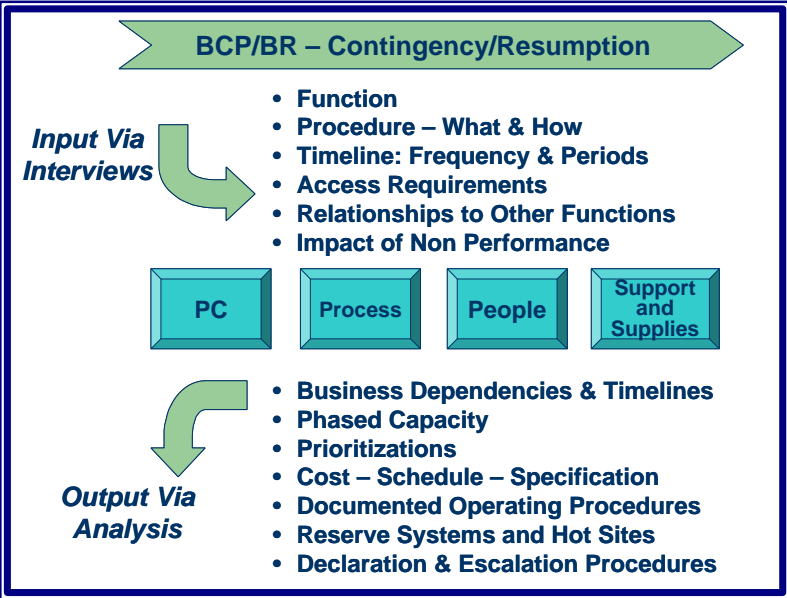 BCP/BR – Contingency/Resumption
Input Via
Interviews
• Function
• Procedure – What & How
• Timeline: Frequency & Periods
• Access Requirements
• Relationships to Other Functions
• Impact of Non Performance
PC
Process
People
Support
and
Supplies
Output Via
Analysis
• Business Dependencies & Timelines
• Phased Capacity
• Prioritizations
• Cost – Schedule – Specification
• Documented Operating Procedures
• Reserve Systems and Hot Sites
• Declaration & Escalation Procedures